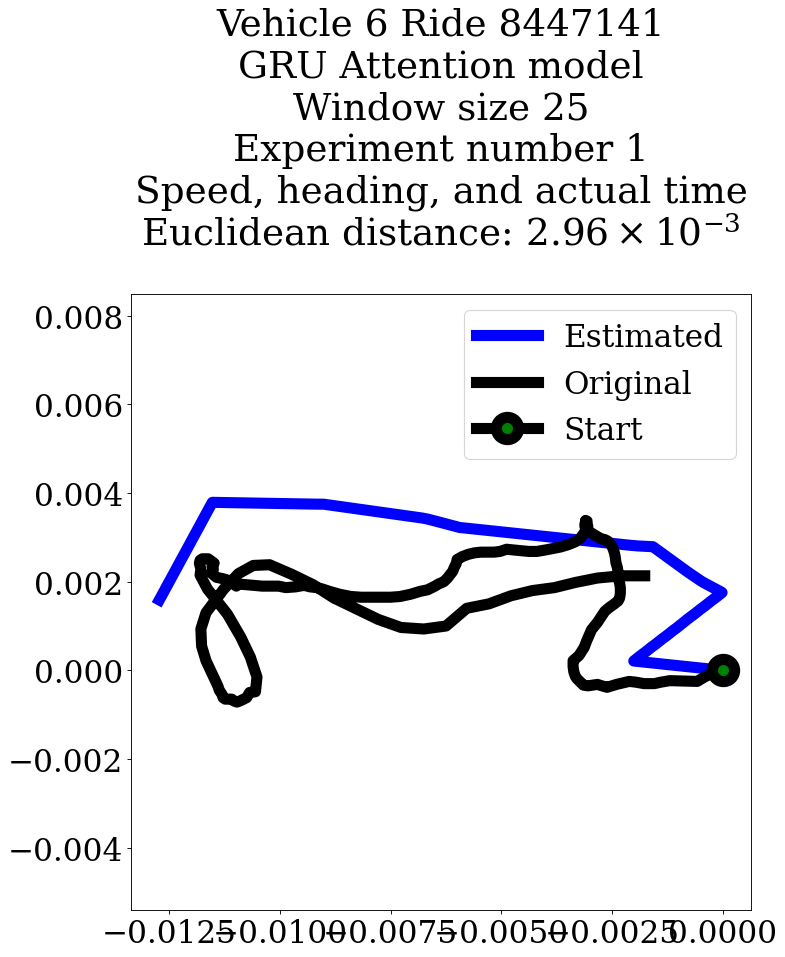 Vehicle 6 Ride 8447141
GRU Attention model
Window size 25
Experiment number 1
Speed, heading, and actual time
Euclidean distance: 2.96 × 10⁻³
Estimated
Original
Start
0.008
0.006
0.004
0.002
0.000
−0.002
−0.004
−0.0125 −0.0100 −0.0075 −0.0050 −0.0025 0.0000